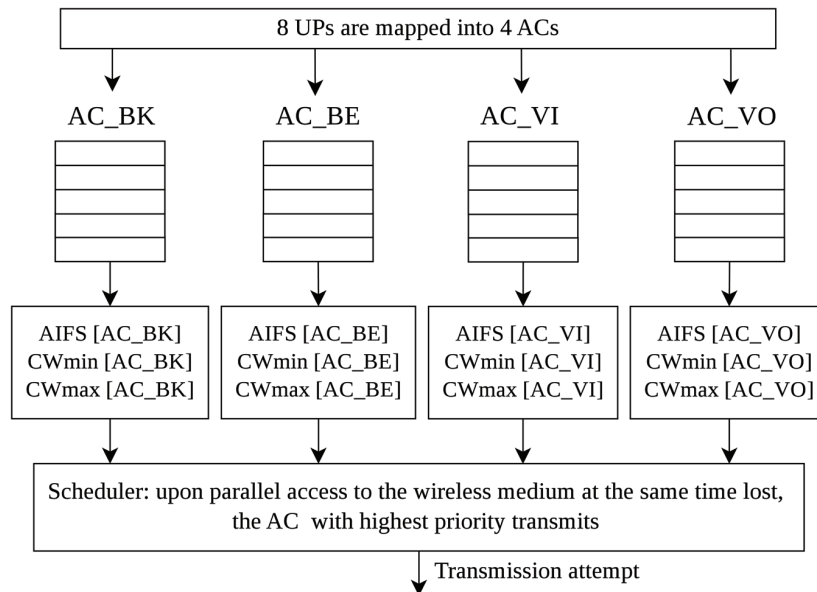 8 UPs are mapped into 4 ACs
AC_BK
AC_BE
AC_VI
AC_VO
AIFS [AC_BK]
CWmin [AC_BK]
CWmax [AC_BK]
AIFS [AC_BE]
CWmin [AC_BE]
CWmax [AC_BE]
AIFS [AC_VI]
CWmin [AC_VI]
CWmax [AC_VI]
AIFS [AC_VO]
CWmin [AC_VO]
CWmax [AC_VO]
Scheduler: upon parallel access to the wireless medium at the same time lost,
the AC with highest priority transmits
Transmission attempt